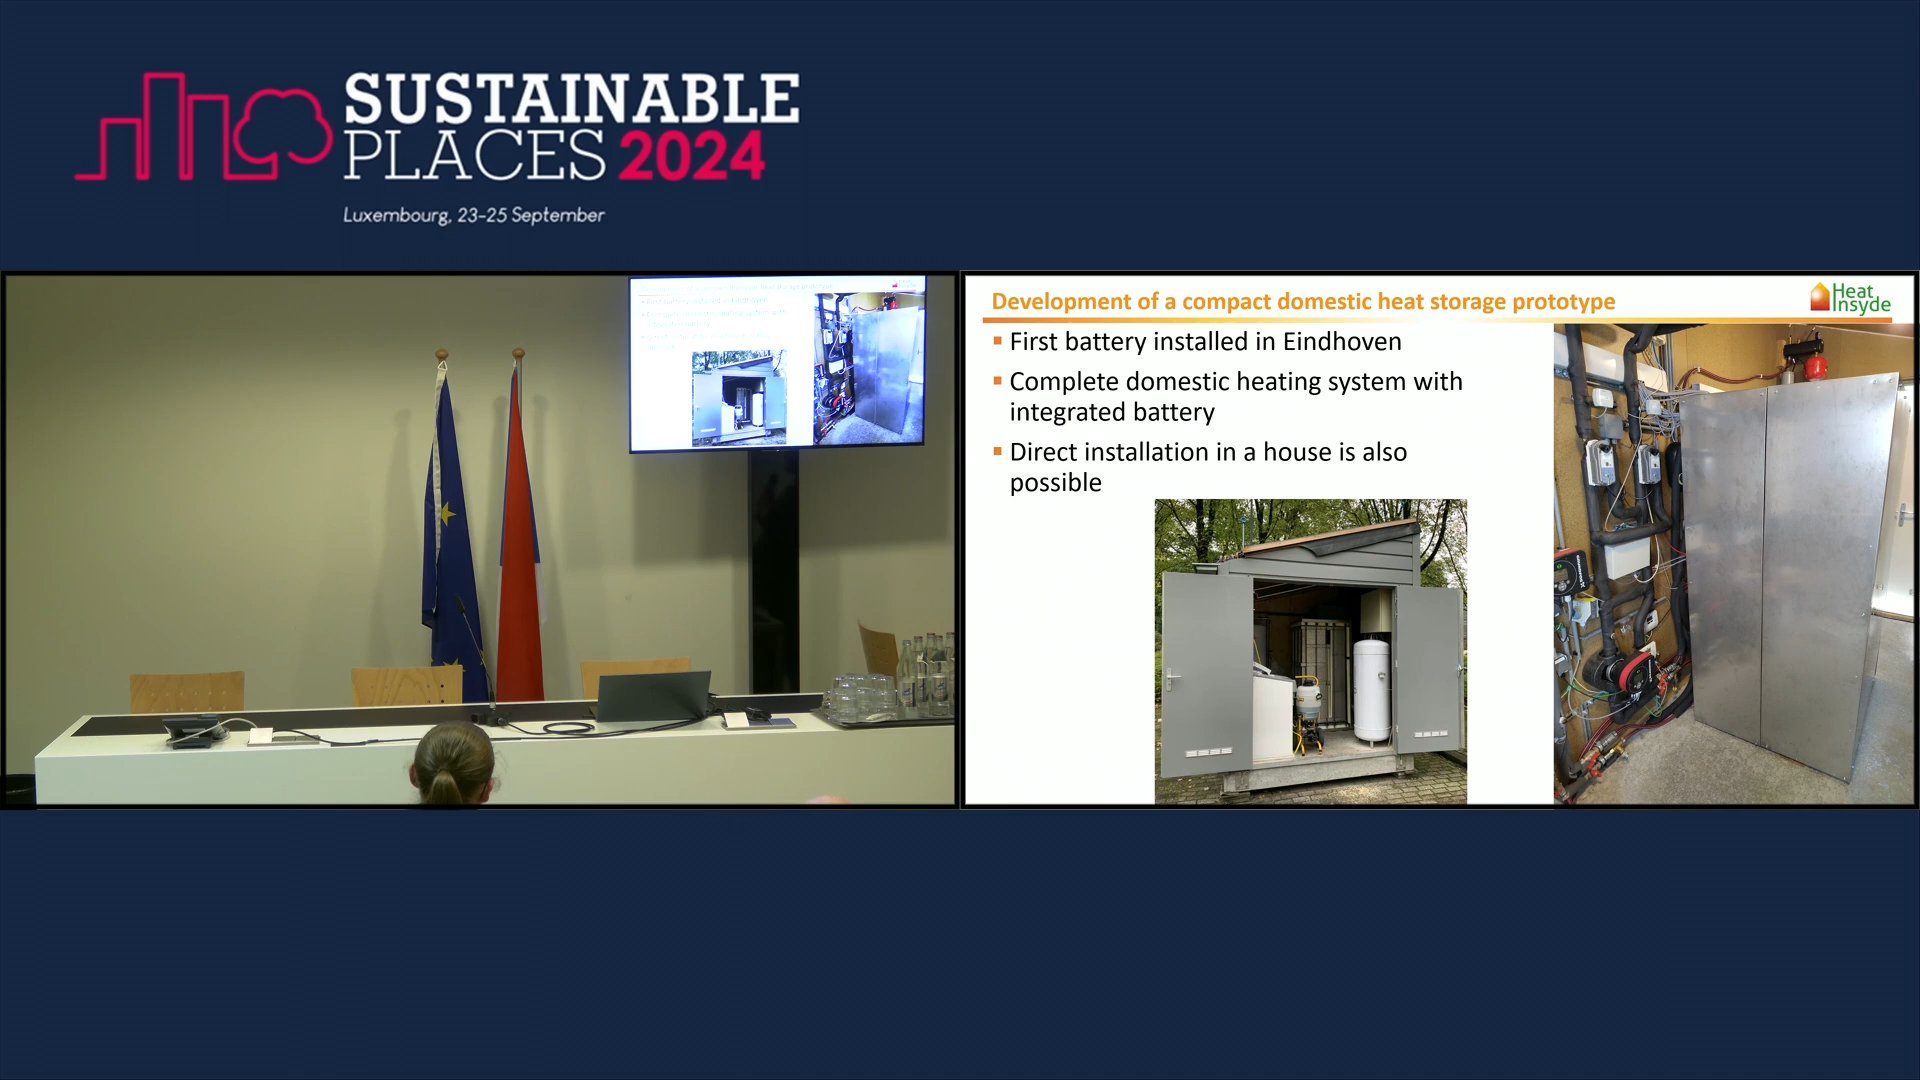 SUSTAINABLE
PLACES 2024
Luxembourg, 23-25 September
Development of a compact domestic heat storage prototype
Heat
Insyde
▪ First battery installed in Eindhoven
▪ Complete domestic heating system with
integrated battery
▪ Direct installation in a house is also
possible